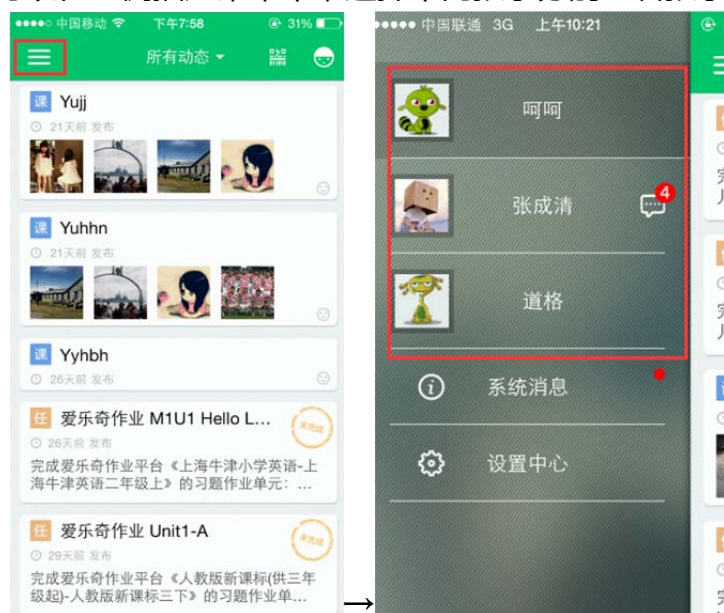 中国移动 下午7:58 31%
所有动态
课 Yujj
21天前 发布
课 Yuhhn
21天前 发布
课 Yyhbh
26天前 发布
任 爱乐奇作业 M1U1 Hello L...
未完成
26天前 发布
完成爱乐奇作业平台《上海牛津小学英语-上
海牛津英语二年级上》的习题作业单元：...
任 爱乐奇作业 Unit1-A
未完成
29天前 发布
完成爱乐奇作业平台《人教版新课标(供三年
级起)-人教版新课标三下》的习题作业单...
→
中国联通 3G 上午10:21
呵呵
张成清 4
道格
系统消息
设置中心